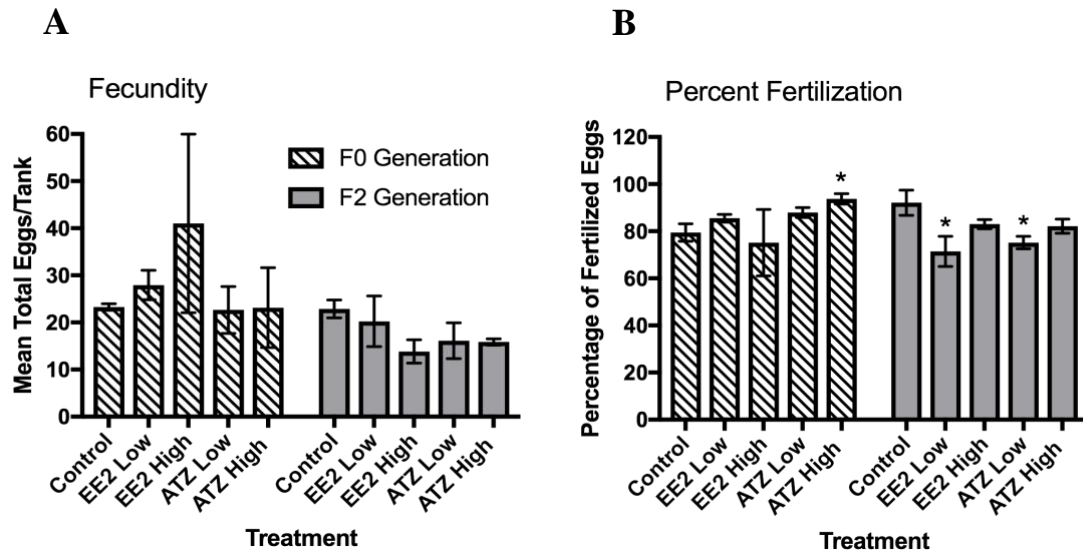 A
Fecundity
Mean Total Eggs/Tank
60
50
40
30
20
10
0
F0 Generation
F2 Generation
Control
EE2 Low
EE2 High
ATZ Low
ATZ High
Control
EE2 Low
EE2 High
ATZ Low
ATZ High
Treatment
B
Percent Fertilization
Percentage of Fertilized Eggs
120
100
80
60
40
20
0
*
*
*
Control
EE2 Low
EE2 High
ATZ Low
ATZ High
Control
EE2 Low
EE2 High
ATZ Low
ATZ High
Treatment